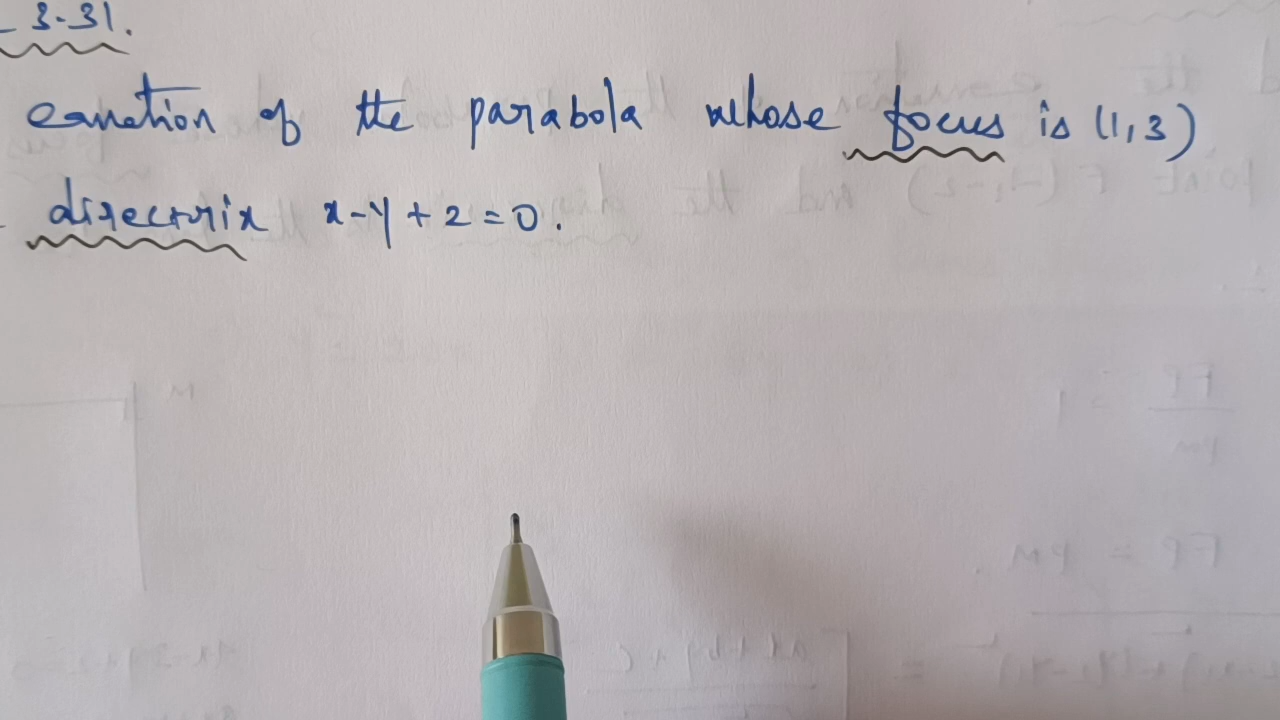 3-31.
equation of the parabola whose focus is (1,3)
directrix x-y+2=0.